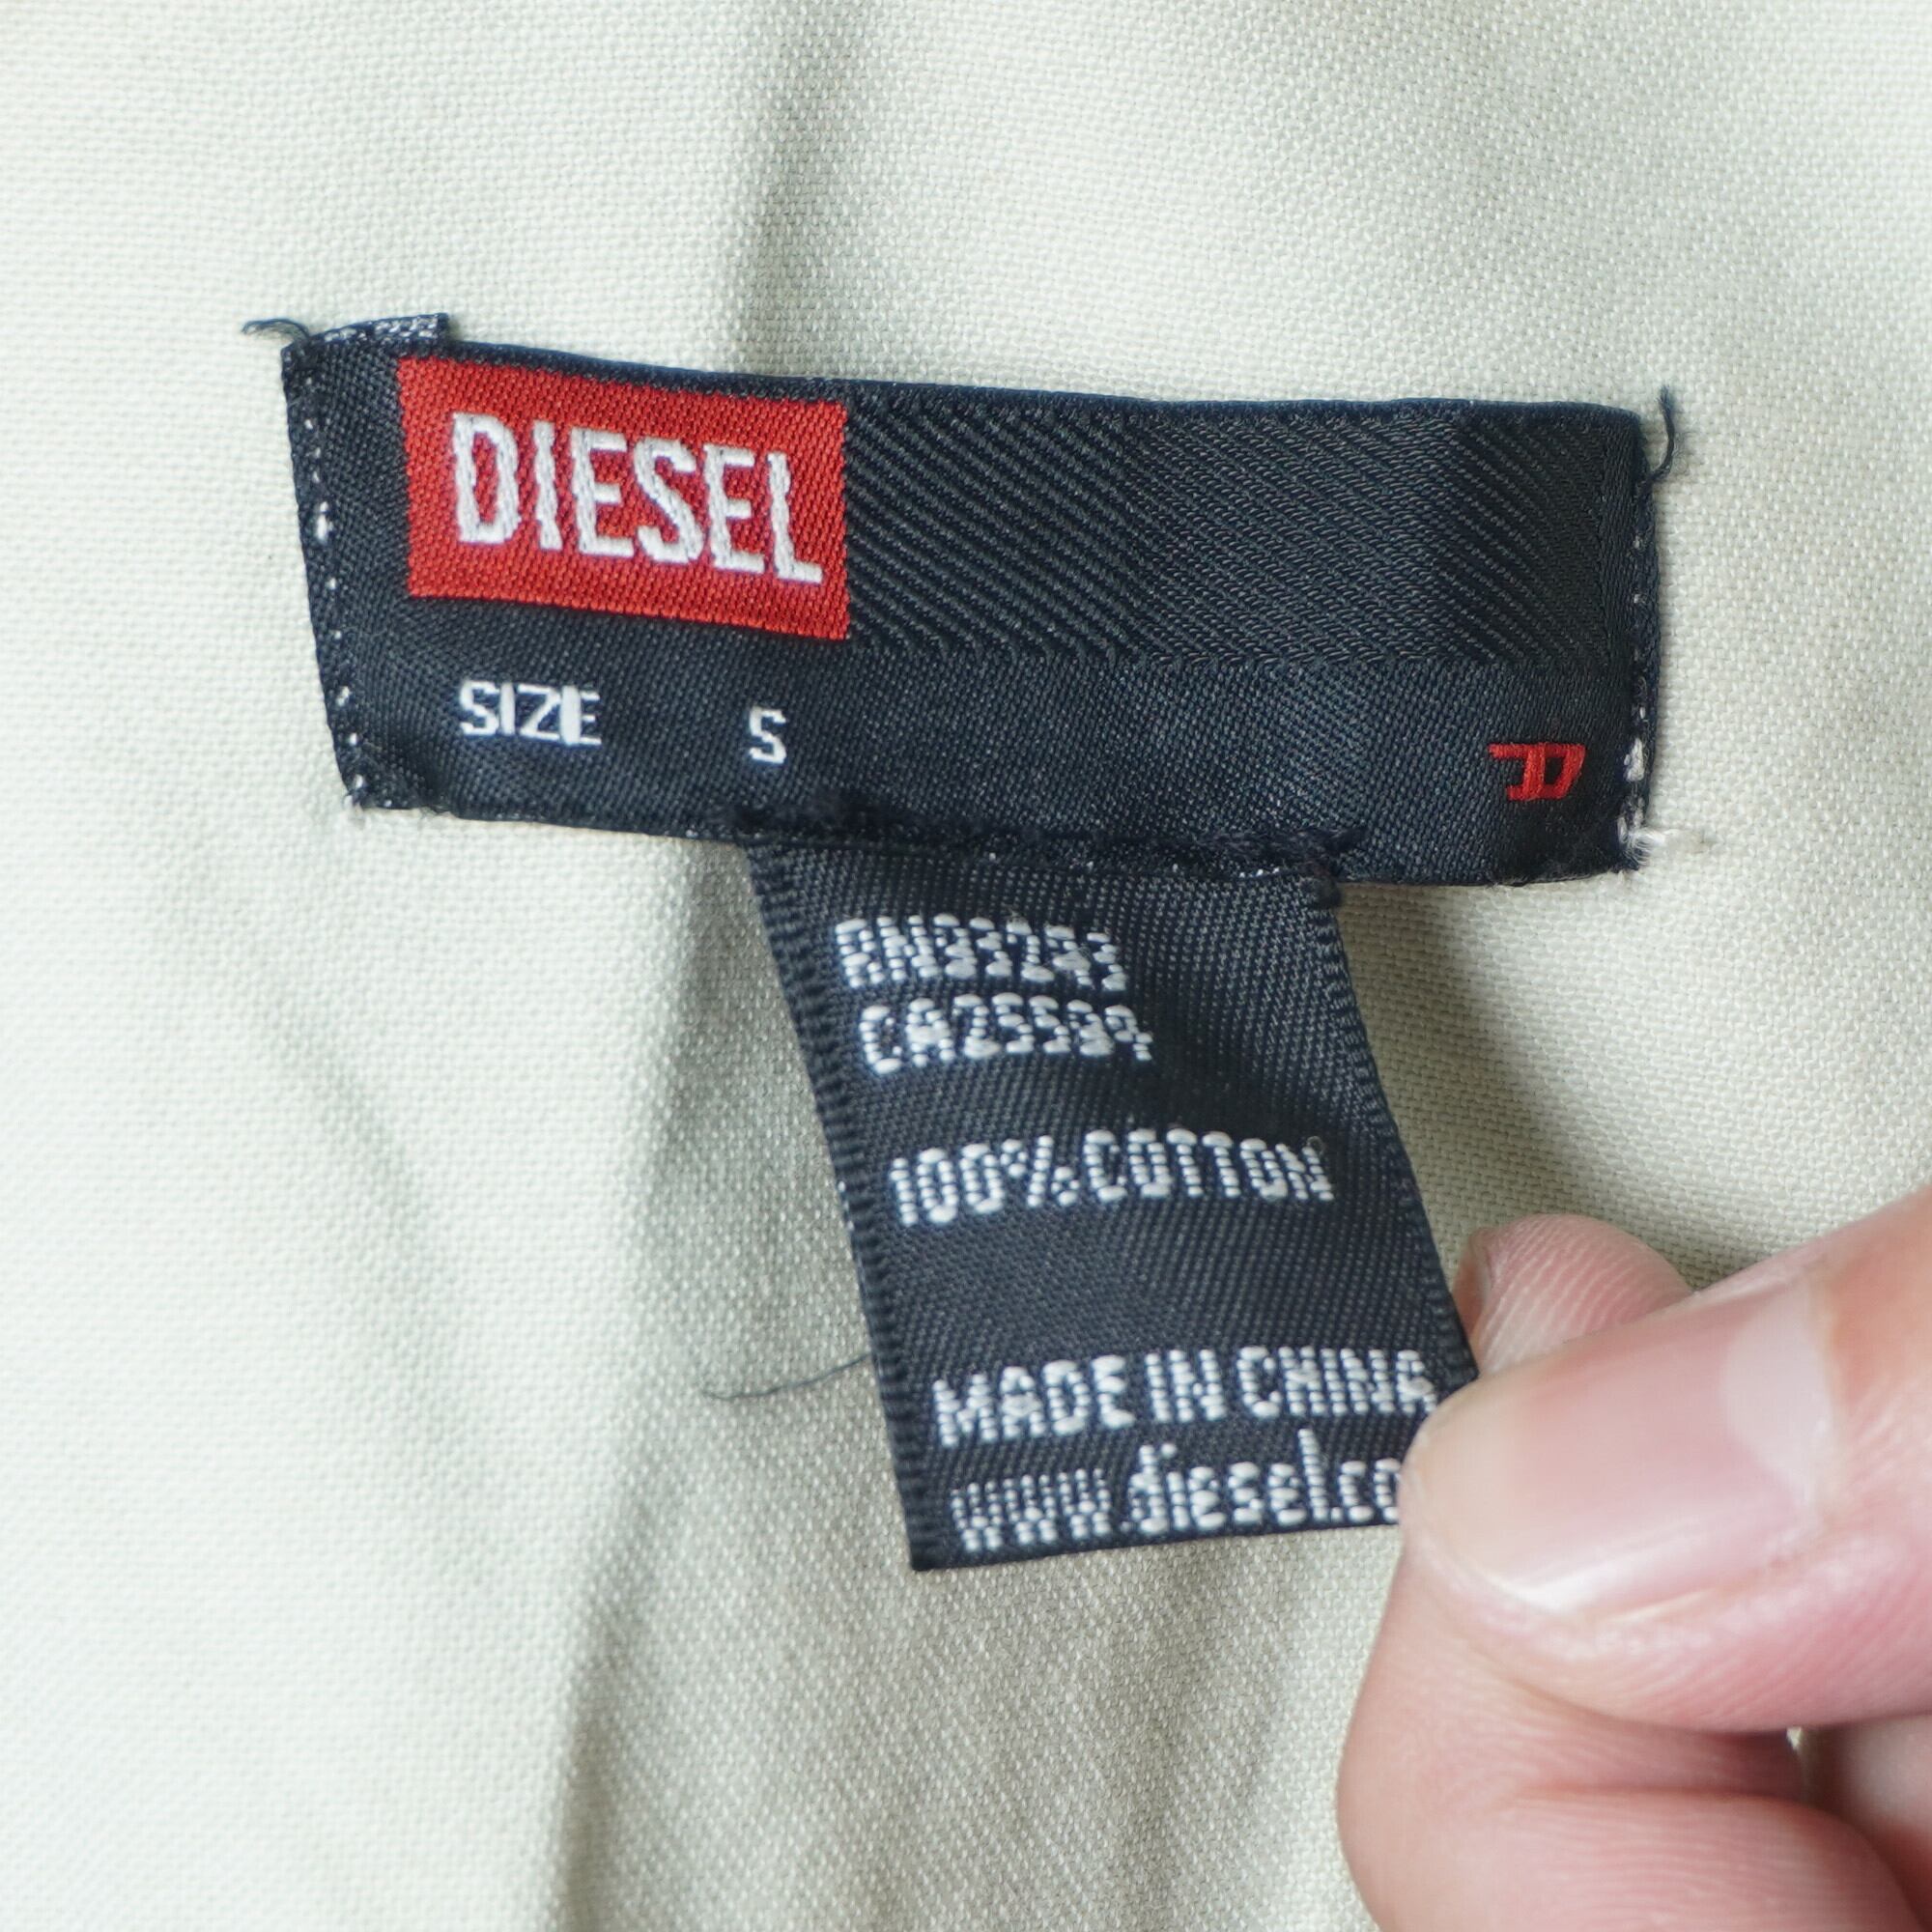 DIESEL
SIZE S
D
RN93243
CA25594
100% COTTON
MADE IN CHINA
www.diesel.co